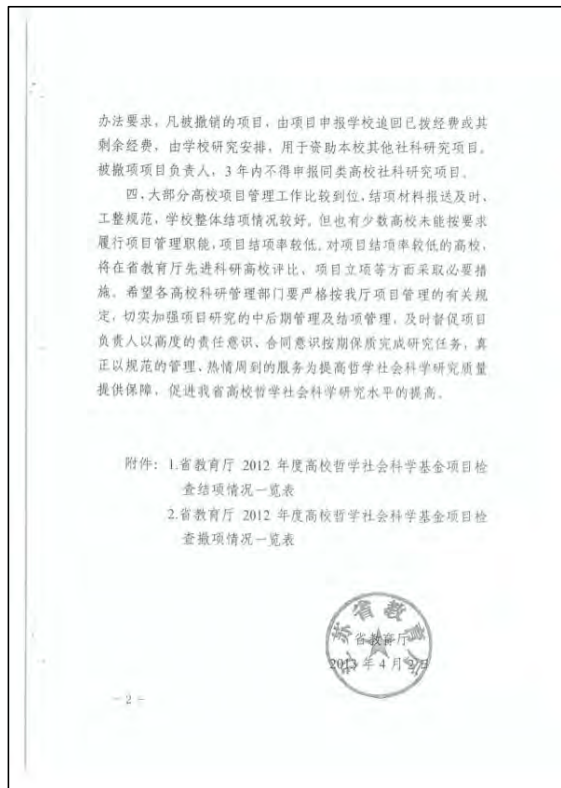 办法要求，凡被撤销的项目，由项目申报学校追回已拨经费或其
剩余经费，由学校研究安排，用于资助本校其他社科研究项目。
被撤项项目负责人，3 年内不得申报同类高校社科研究项目。
四、大部分高校项目管理工作比较到位，结项材料报送及时、
工整规范，学校整体结项情况较好。但也有少数高校未能按要求
履行项目管理职能，项目结项率较低。对项目结项率较低的高校，
将在省教育厅先进科研高校评比、项目立项等方面采取必要措
施。希望各高校科研管理部门要严格按我厅项目管理的有关规
定，切实加强项目研究的中后期管理及结项管理，及时督促项目
负责人以高度的责任意识、合同意识按期保质完成研究任务，真
正以规范的管理、热情周到的服务为提高哲学社会科学研究质量
提供保障，促进我省高校哲学社会科学研究水平的提高。
附件：1.省教育厅 2012 年度高校哲学社会科学基金项目检
查结项情况一览表
2.省教育厅 2012 年度高校哲学社会科学基金项目检
查撤项情况一览表
江苏省教育厅
省教育厅
2013 年 4 月 2 日
－2－